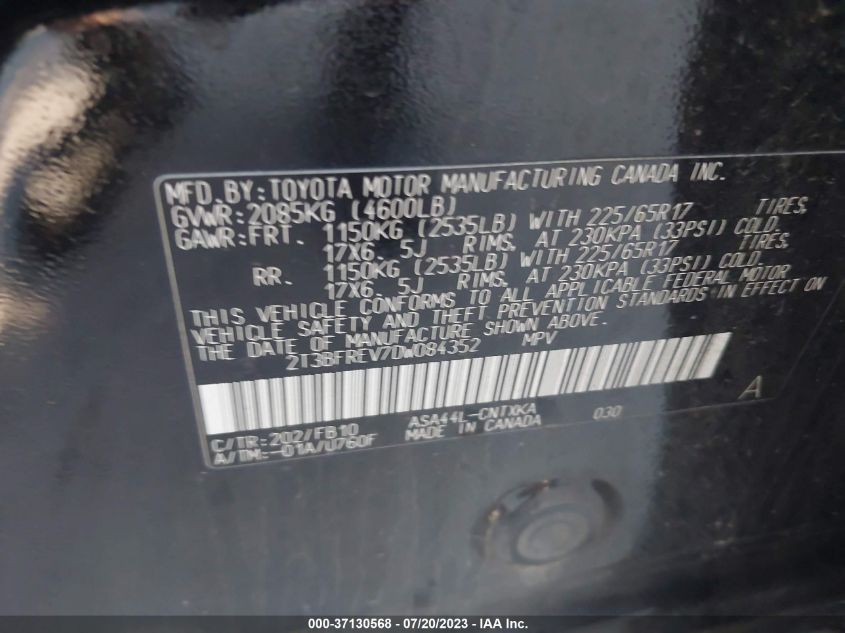 MFD. BY: TOYOTA MOTOR MANUFACTURING CANADA INC.
GVWR: 2085KG (4600LB)
GAWR: FRT. 1150KG (2535LB) WITH 225/65R17 TIRES,
17X6. 5J RIMS, AT 230KPA (33PSI) COLD.
RR. 1150KG (2535LB) WITH 225/65R17 TIRES,
17X6. 5J RIMS, AT 230KPA (33PSI) COLD.
THIS VEHICLE CONFORMS TO ALL APPLICABLE FEDERAL MOTOR
VEHICLE SAFETY AND THEFT PREVENTION STANDARDS IN EFFECT ON
THE DATE OF MANUFACTURE SHOWN ABOVE.
2T3BFREV7DW084352 MPV
A
C/TR: 202/FB10 ASA44L-CNTXKA 030
A/TM: -01A/U760F MADE IN CANADA
000-37130568 - 07/20/2023 - IAA Inc.